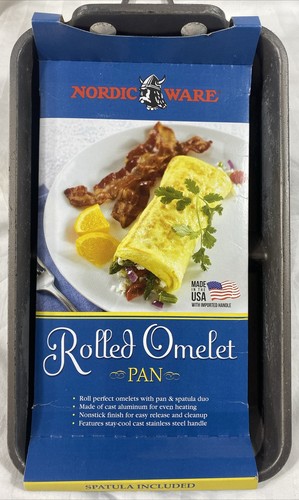 NORDIC WARE
MADE
IN THE
USA
WITH IMPORTED HANDLE
Rolled Omelet
PAN
• Roll perfect omelets with pan & spatula duo
• Made of cast aluminum for even heating
• Nonstick finish for easy release and cleanup
• Features stay-cool cast stainless steel handle
SPATULA INCLUDED